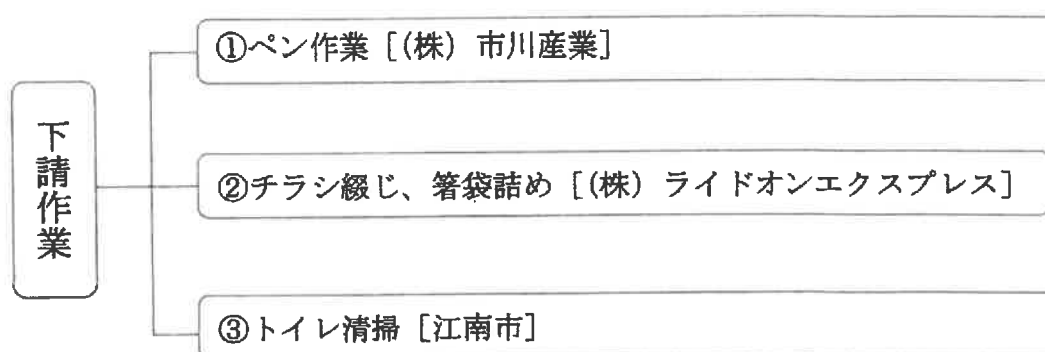 ①ペン作業［(株) 市川産業］
下請作業
②チラシ綴じ、箸袋詰め［(株) ライドオンエクスプレス］
③トイレ清掃［江南市］